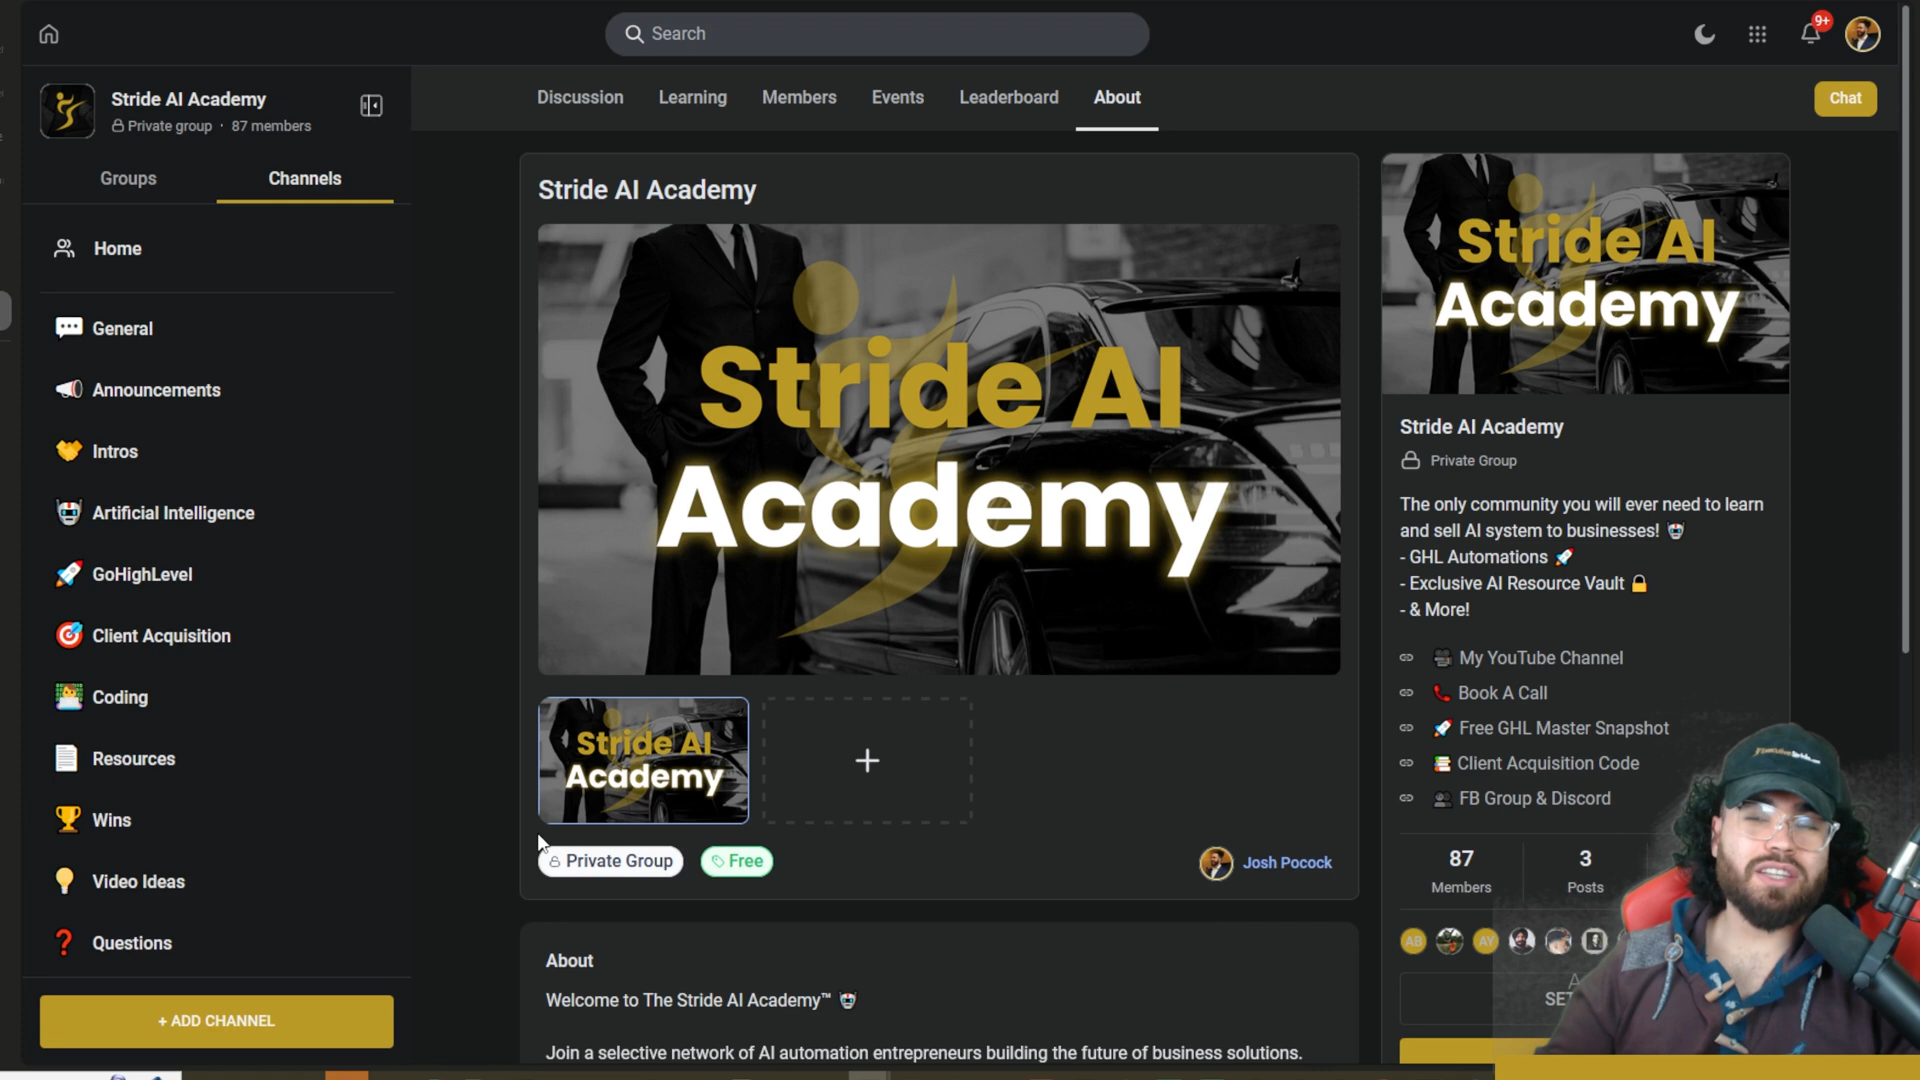 Search
9+
Stride AI Academy
Private group · 87 members
Discussion
Learning
Members
Events
Leaderboard
About
Chat
Groups
Channels
Home
General
Announcements
Intros
Artificial Intelligence
GoHighLevel
Client Acquisition
Coding
Resources
Wins
Video Ideas
Questions
+ ADD CHANNEL
Stride AI Academy
Stride AI
Academy
Stride AI
Academy
+
Private Group
Free
Josh Pocock
About
Welcome to The Stride AI Academy™
Join a selective network of AI automation entrepreneurs building the future of business solutions.
Stride AI
Academy
Stride AI Academy
Private Group
The only community you will ever need to learn
and sell AI system to businesses!
- GHL Automations
- Exclusive AI Resource Vault
- & More!
My YouTube Channel
Book A Call
Free GHL Master Snapshot
Client Acquisition Code
FB Group & Discord
87
Members
3
Posts
AB
AY